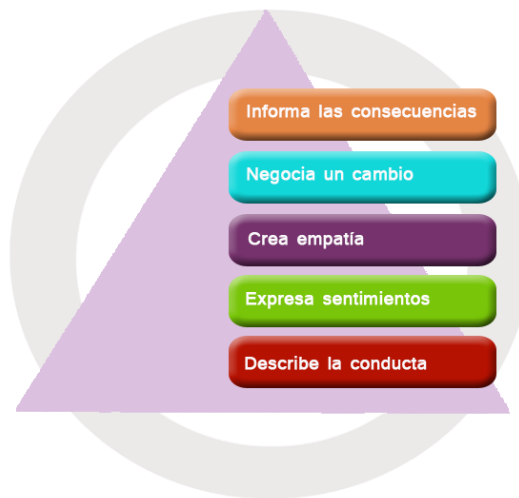 Informa las consecuencias
Negocia un cambio
Crea empatía
Expresa sentimientos
Describe la conducta